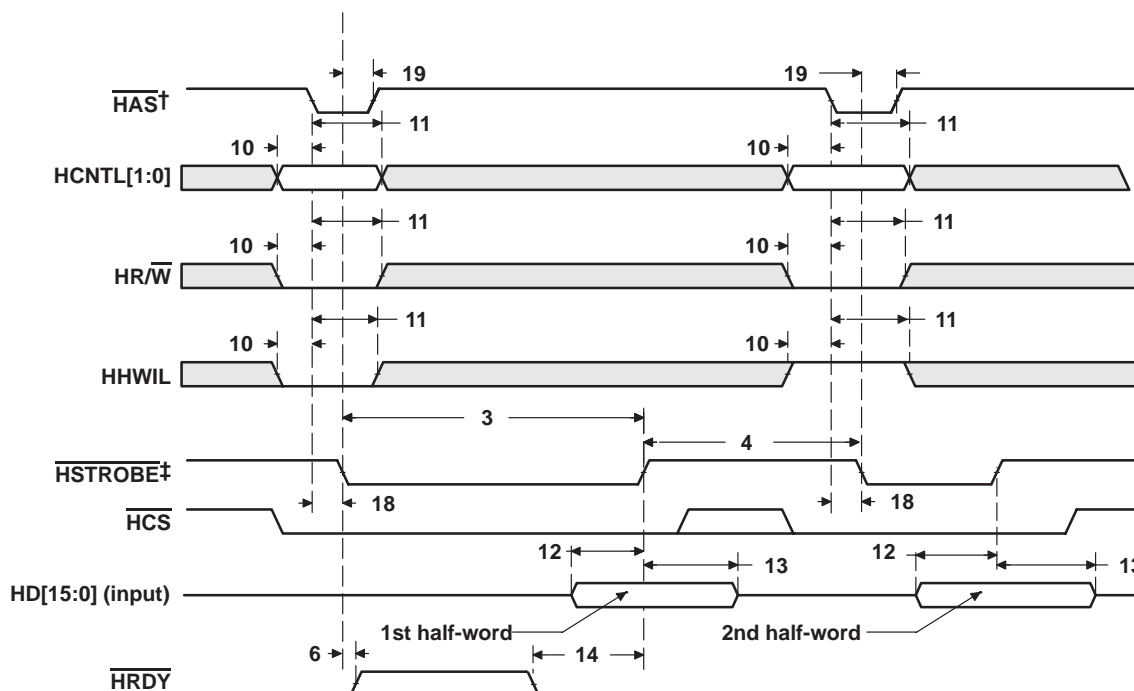 19 19
HAS†
11 11
10 10
HCNTL[1:0]
11 11
10 10
HR/W
11 11
10 10
HHWIL
3
4
HSTROBE‡
18 18
HCS
12 12
13 13
HD[15:0] (input)
1st half-word 2nd half-word
6 14
HRDY